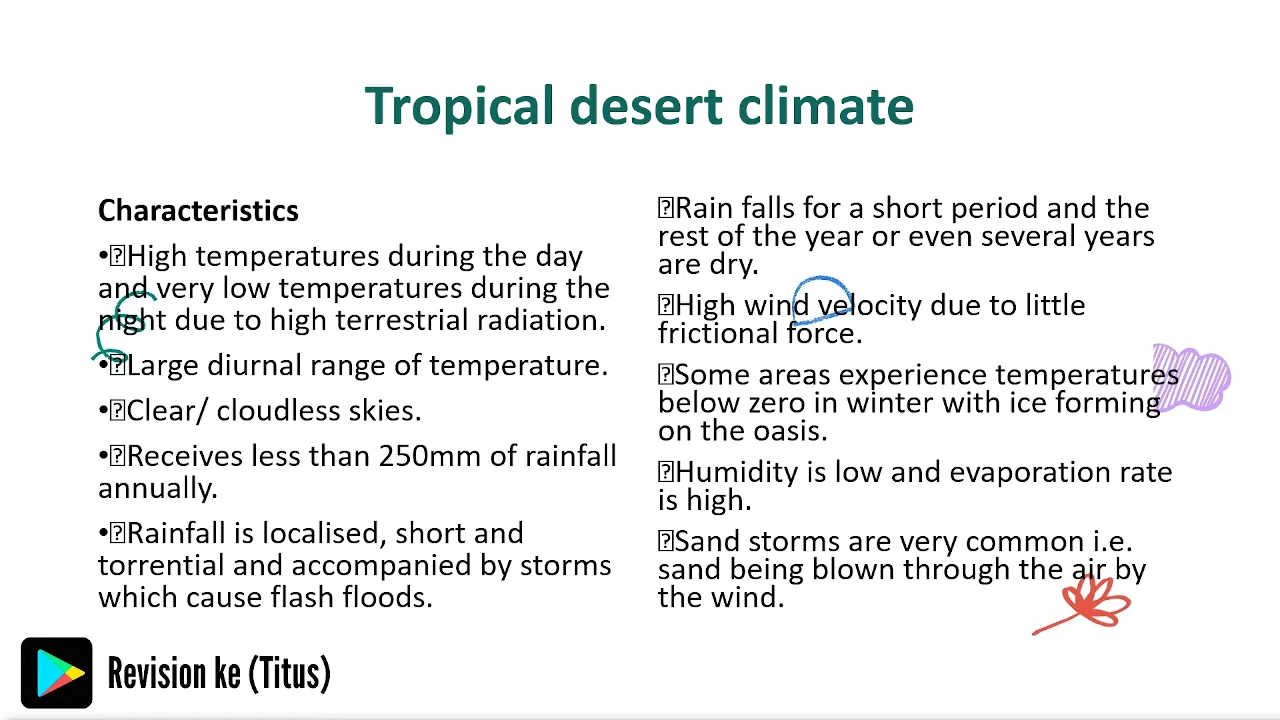 Tropical desert climate
Characteristics
•⍰High temperatures during the day
and very low temperatures during the
night due to high terrestrial radiation.
•⍰Large diurnal range of temperature.
•⍰Clear/ cloudless skies.
•⍰Receives less than 250mm of rainfall
annually.
•⍰Rainfall is localised, short and
torrential and accompanied by storms
which cause flash floods.
⍰Rain falls for a short period and the
rest of the year or even several years
are dry.
⍰High wind velocity due to little
frictional force.
⍰Some areas experience temperatures
below zero in winter with ice forming
on the oasis.
⍰Humidity is low and evaporation rate
is high.
⍰Sand storms are very common i.e.
sand being blown through the air by
the wind.
Revision ke (Titus)